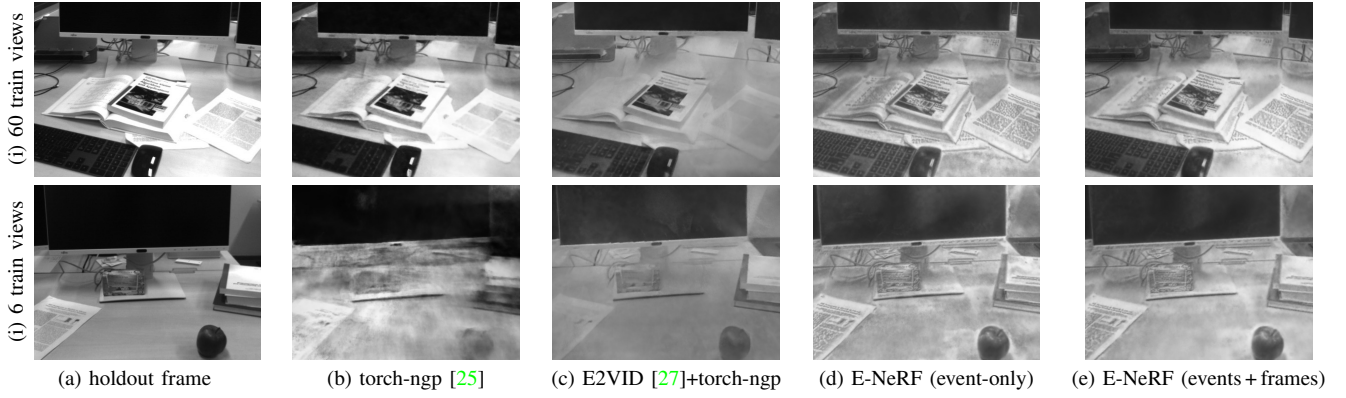 (i) 60 train views
(i) 6 train views
(a) holdout frame
(b) torch-ngp [25]
(c) E2VID [27]+torch-ngp
(d) E-NeRF (event-only)
(e) E-NeRF (events + frames)